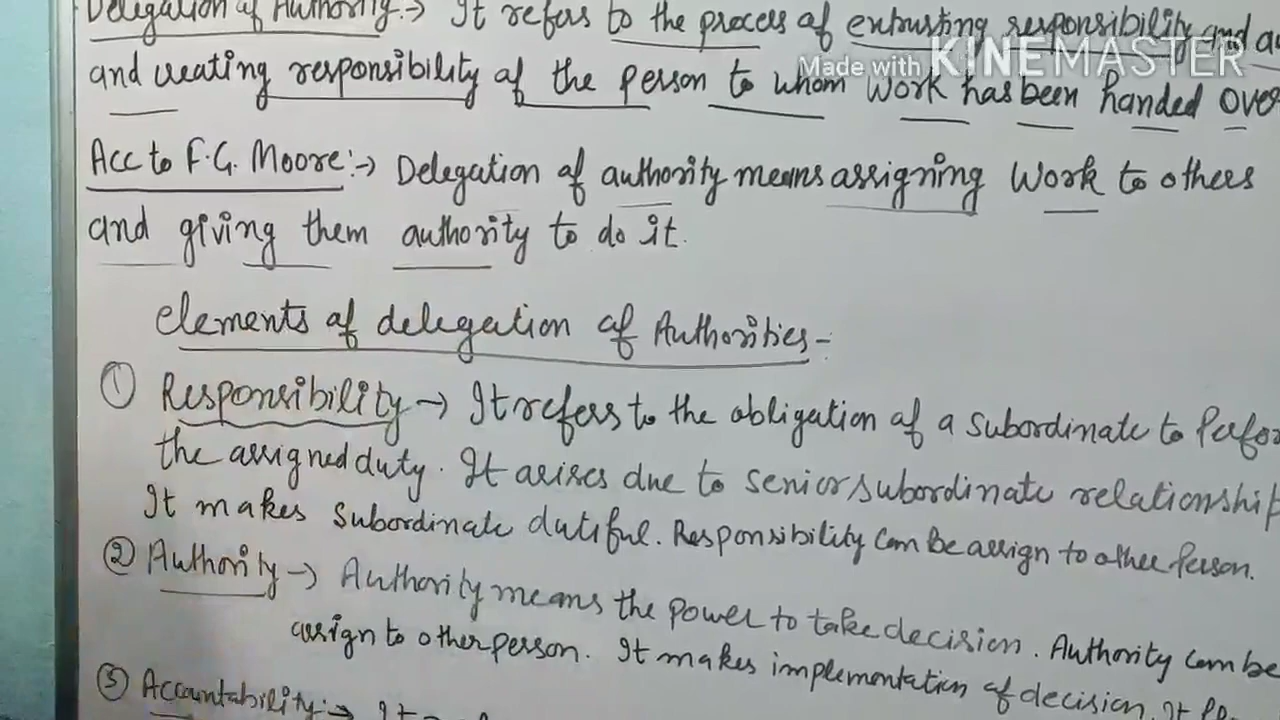 Delegation of Authority:→ It refers to the process of entrusting responsibility and au
Made with KINEMASTER
and creating responsibility of the person to whom work has been handed over
Acc to F.G. Moore:→ Delegation of authority means assigning work to others
and giving them authority to do it.
Elements of delegation of Authorities-
① Responsibility → It refers to the obligation of a subordinate to Perfor
the assigned duty. It arises due to senior subordinate relationship
It makes subordinate dutiful. Responsibility can be assign to other Person.
② Authority → Authority means the power to take decision. Authority can be
assign to other person. It makes implementation of decision. It
③ Accountability:→ It